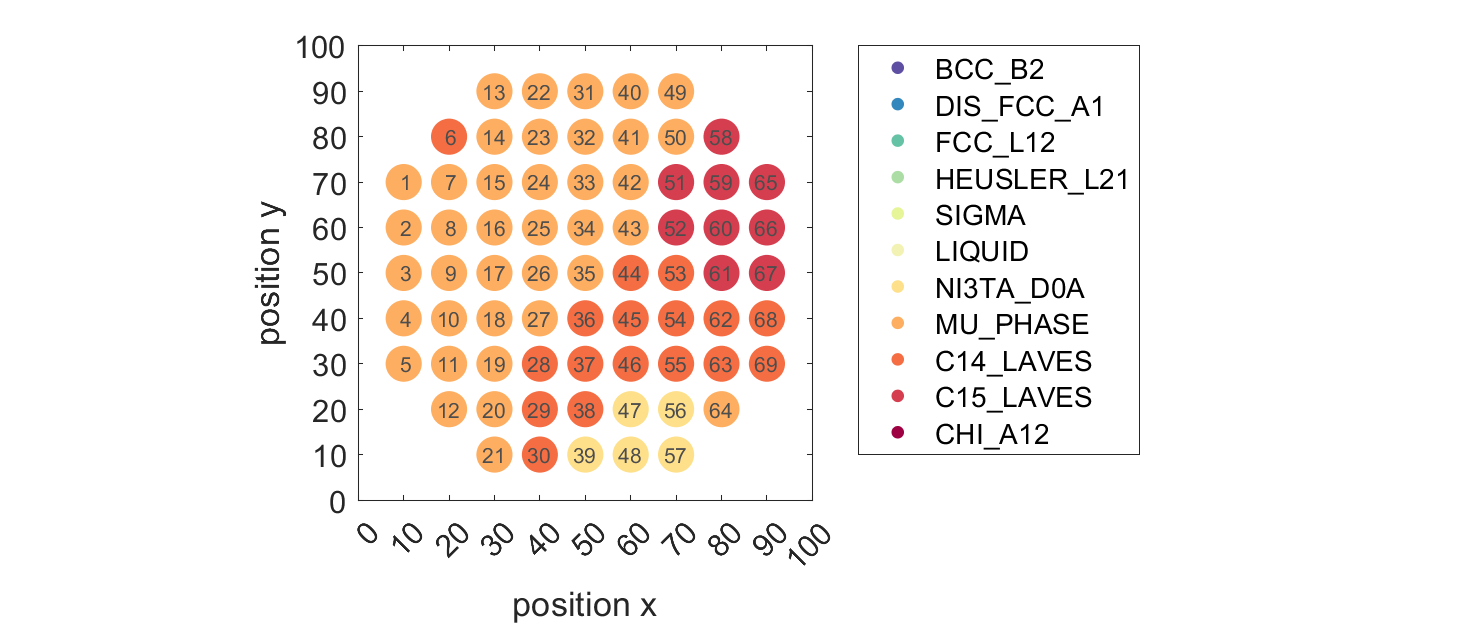 100
90
80
70
60
50
40
30
20
10
0
position y
13 22 31 40 49
6 14 23 32 41 50 58
1 7 15 24 33 42 51 59 65
2 8 16 25 34 43 52 60 66
3 9 17 26 35 44 53 61 67
4 10 18 27 36 45 54 62 68
5 11 19 28 37 46 55 63 69
12 20 29 38 47 56 64
21 30 39 48 57
0 10 20 30 40 50 60 70 80 90 100
position x
BCC_B2
DIS_FCC_A1
FCC_L12
HEUSLER_L21
SIGMA
LIQUID
NI3TA_D0A
MU_PHASE
C14_LAVES
C15_LAVES
CHI_A12